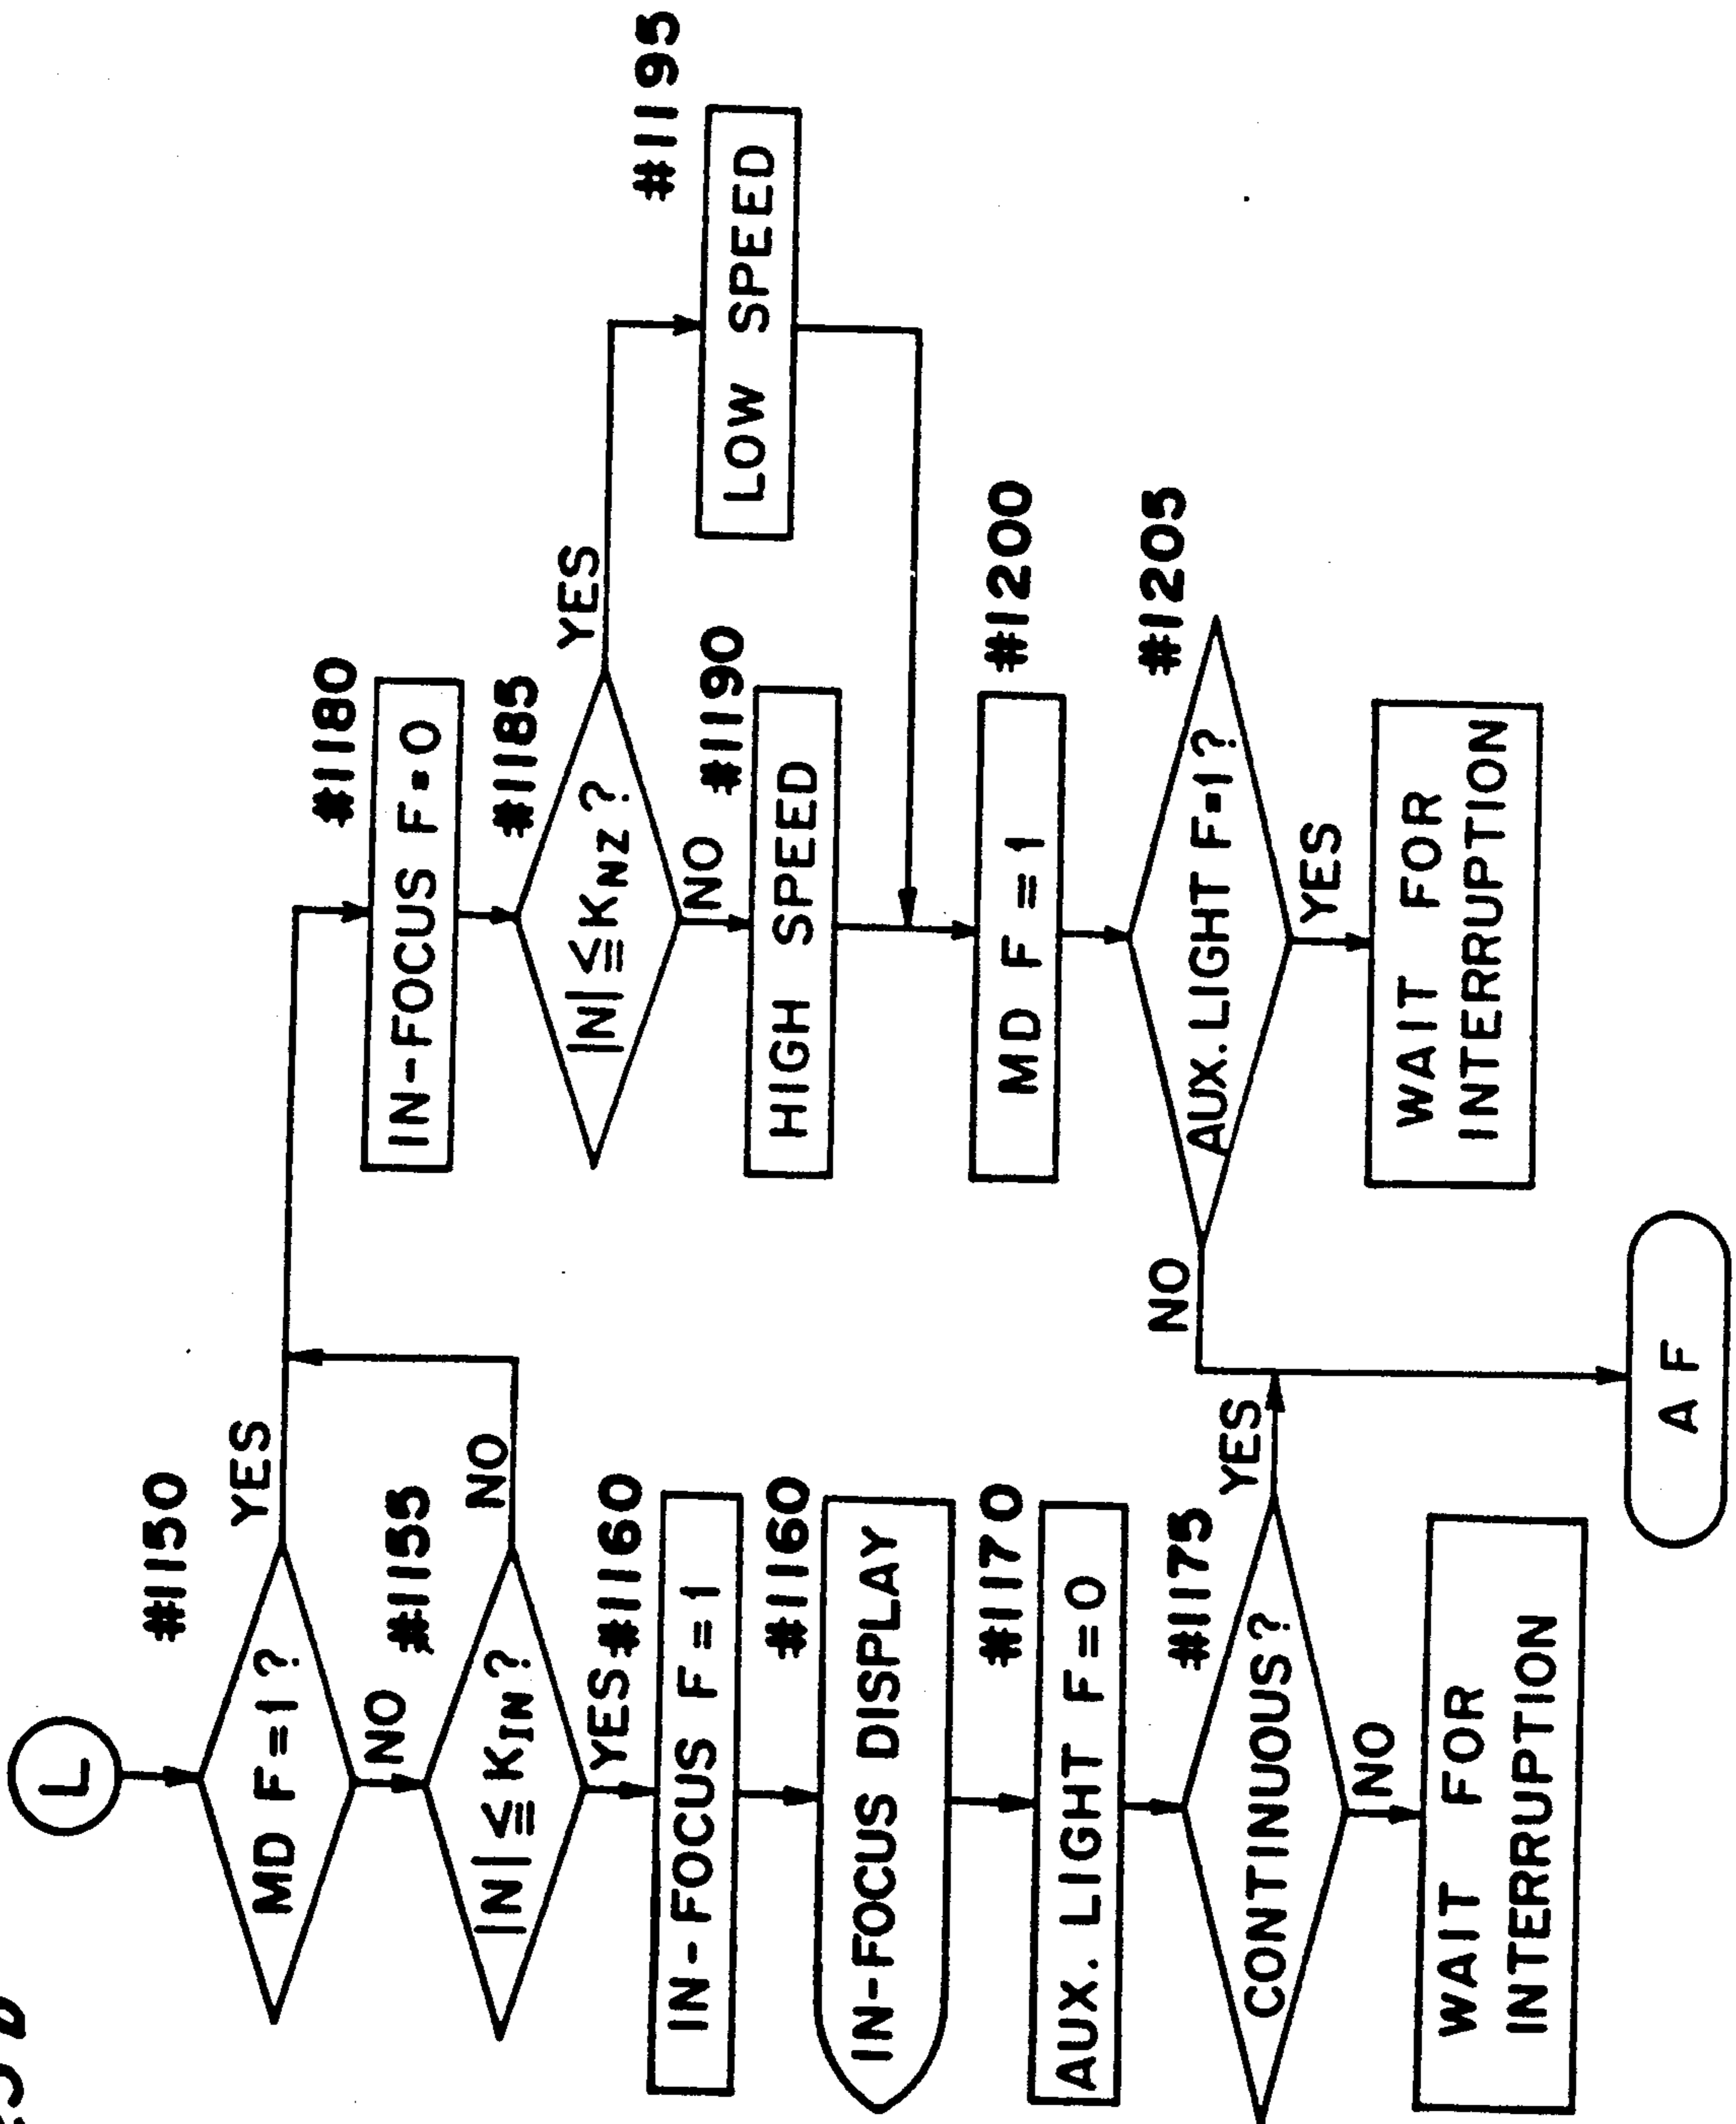 L
#1150
MD F=1?
YES
NO
#1155
|N|≦KIN?
NO
YES
#1160
IN-FOCUS F=1
#1160
IN-FOCUS DISPLAY
#1170
AUX. LIGHT F=0
#1175
CONTINUOUS?
YES
NO
WAIT FOR
INTERRUPTION
#1180
IN-FOCUS F=0
#1185
|N|≦KNZ?
YES
NO
#1190
HIGH SPEED
#1195
LOW SPEED
#1200
MD F=1
#1205
AUX.LIGHT F=1?
NO
YES
WAIT FOR
INTERRUPTION
AF